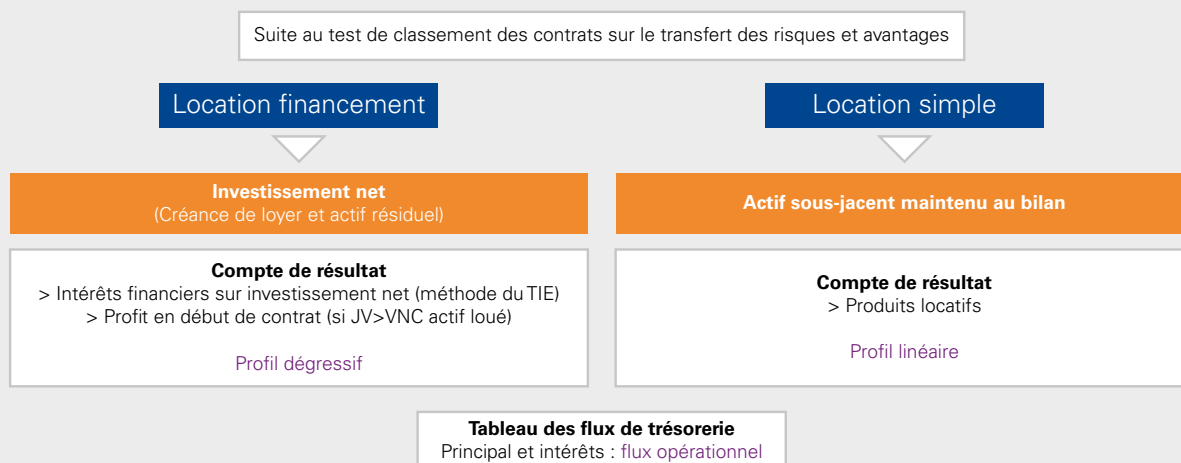 Suite au test de classement des contrats sur le transfert des risques et avantages
Location financement
Location simple
Investissement net
(Créance de loyer et actif résiduel)
Actif sous-jacent maintenu au bilan
Compte de résultat
> Intérêts financiers sur investissement net (méthode du TIE)
> Profit en début de contrat (si JV>VNC actif loué)
Profil dégressif
Compte de résultat
> Produits locatifs
Profil linéaire
Tableau des flux de trésorerie
Principal et intérêts : flux opérationnel